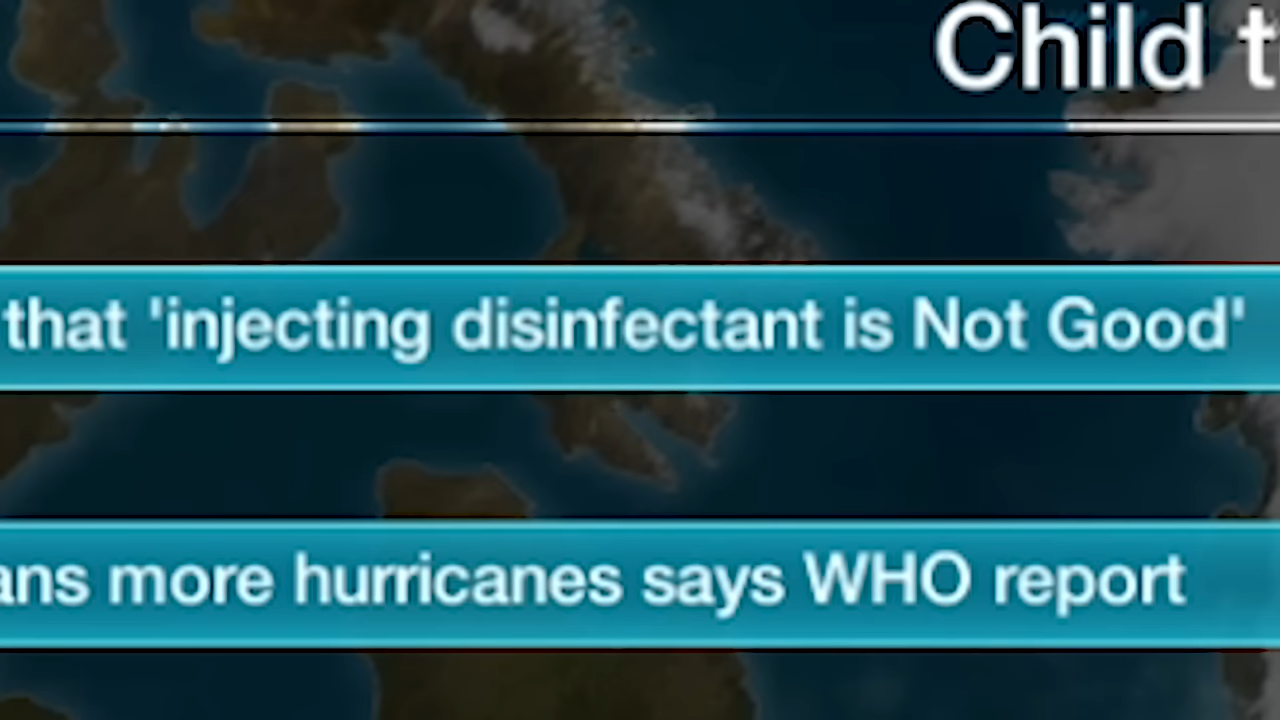 Child
that 'injecting disinfectant is Not Good'
more hurricanes says WHO report